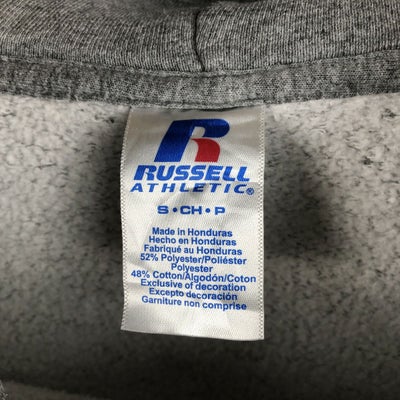 R
RUSSELL
ATHLETIC®
S•CH•P
Made in Honduras
Hecho en Honduras
Fabriqué au Honduras
52% Polyester/Poliéster
Polyester
48% Cotton/Algodón/Coton
Exclusive of decoration
Excepto decoración
Garniture non comprise